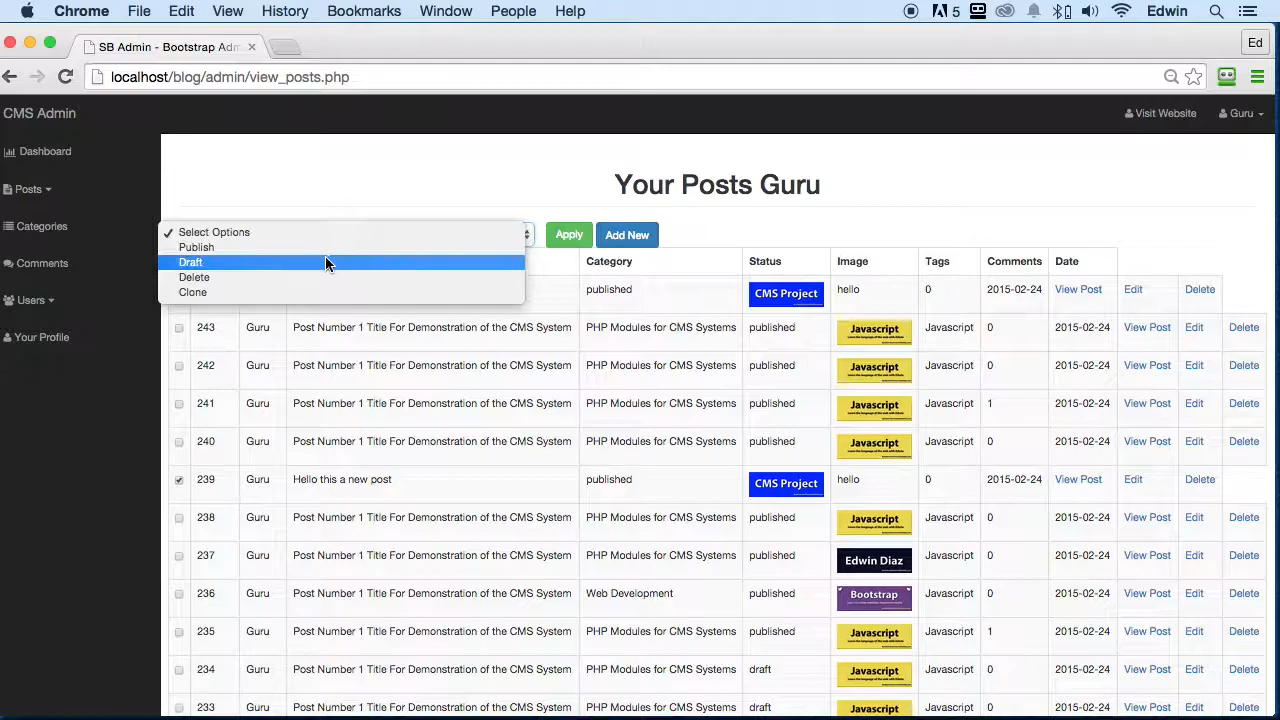 Chrome File Edit View History Bookmarks Window People Help 5 Edwin
SB Admin - Bootstrap Adm Ed
localhost/blog/admin/view_posts.php
CMS Admin Visit Website Guru
Dashboard
Posts
Categories
Comments
Users
Your Profile
Your Posts Guru
Select Options
Publish
Draft
Delete
Clone
Apply Add New
Category Status Image Tags Comments Date
published CMS Project hello 0 2015-02-24 View Post Edit Delete
243 Guru Post Number 1 Title For Demonstration of the CMS System PHP Modules for CMS Systems published Javascript Javascript 0 2015-02-24 View Post Edit Delete
242 Guru Post Number 1 Title For Demonstration of the CMS System PHP Modules for CMS Systems published Javascript Javascript 0 2015-02-24 View Post Edit Delete
241 Guru Post Number 1 Title For Demonstration of the CMS System PHP Modules for CMS Systems published Javascript Javascript 1 2015-02-24 View Post Edit Delete
240 Guru Post Number 1 Title For Demonstration of the CMS System PHP Modules for CMS Systems published Javascript Javascript 0 2015-02-24 View Post Edit Delete
239 Guru Hello this a new post published CMS Project hello 0 2015-02-24 View Post Edit Delete
238 Guru Post Number 1 Title For Demonstration of the CMS System PHP Modules for CMS Systems published Javascript Javascript 0 2015-02-24 View Post Edit Delete
237 Guru Post Number 1 Title For Demonstration of the CMS System PHP Modules for CMS Systems published Edwin Diaz Javascript 0 2015-02-24 View Post Edit Delete
236 Guru Post Number 1 Title For Demonstration of the CMS System Web Development published Bootstrap Javascript 0 2015-02-24 View Post Edit Delete
235 Guru Post Number 1 Title For Demonstration of the CMS System PHP Modules for CMS Systems published Javascript Javascript 1 2015-02-24 View Post Edit Delete
234 Guru Post Number 1 Title For Demonstration of the CMS System PHP Modules for CMS Systems draft Javascript Javascript 0 2015-02-24 View Post Edit Delete
233 Guru Post Number 1 Title For Demonstration of the CMS System PHP Modules for CMS Systems draft Javascript Javascript 0 2015-02-24 View Post Edit Delete